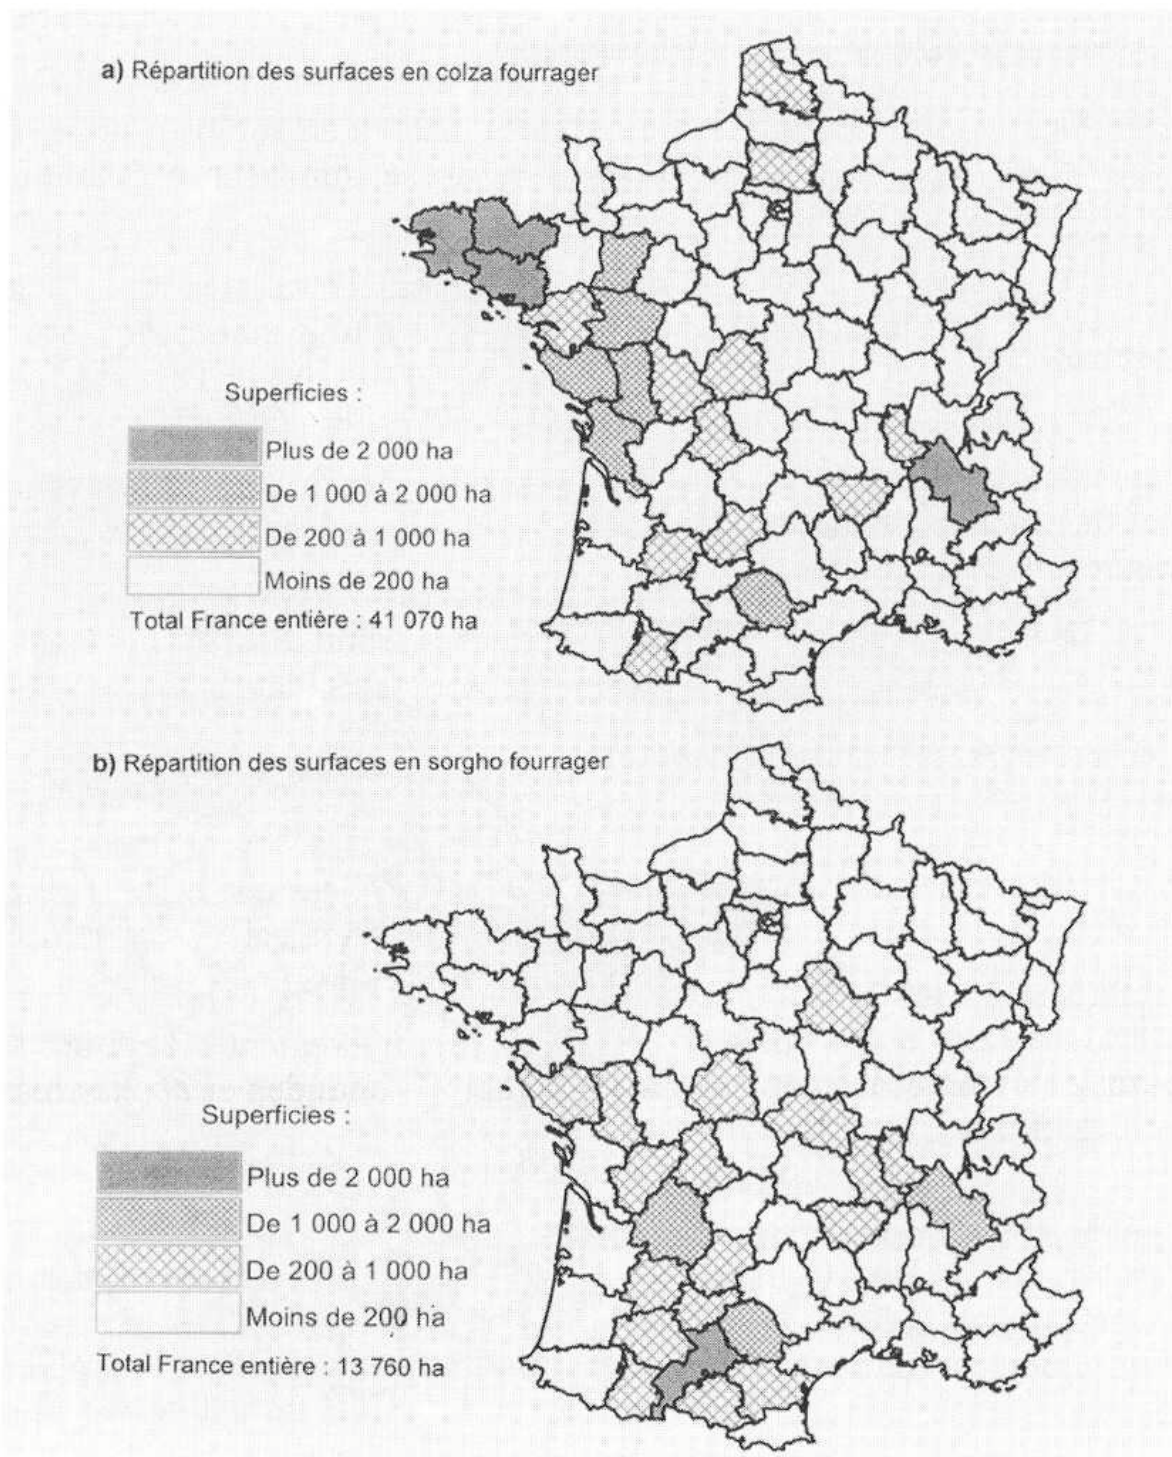 a) Répartition des surfaces en colza fourrager
Superficies :
Plus de 2 000 ha
De 1 000 à 2 000 ha
De 200 à 1 000 ha
Moins de 200 ha
Total France entière : 41 070 ha
b) Répartition des surfaces en sorgho fourrager
Superficies :
Plus de 2 000 ha
De 1 000 à 2 000 ha
De 200 à 1 000 ha
Moins de 200 ha
Total France entière : 13 760 ha